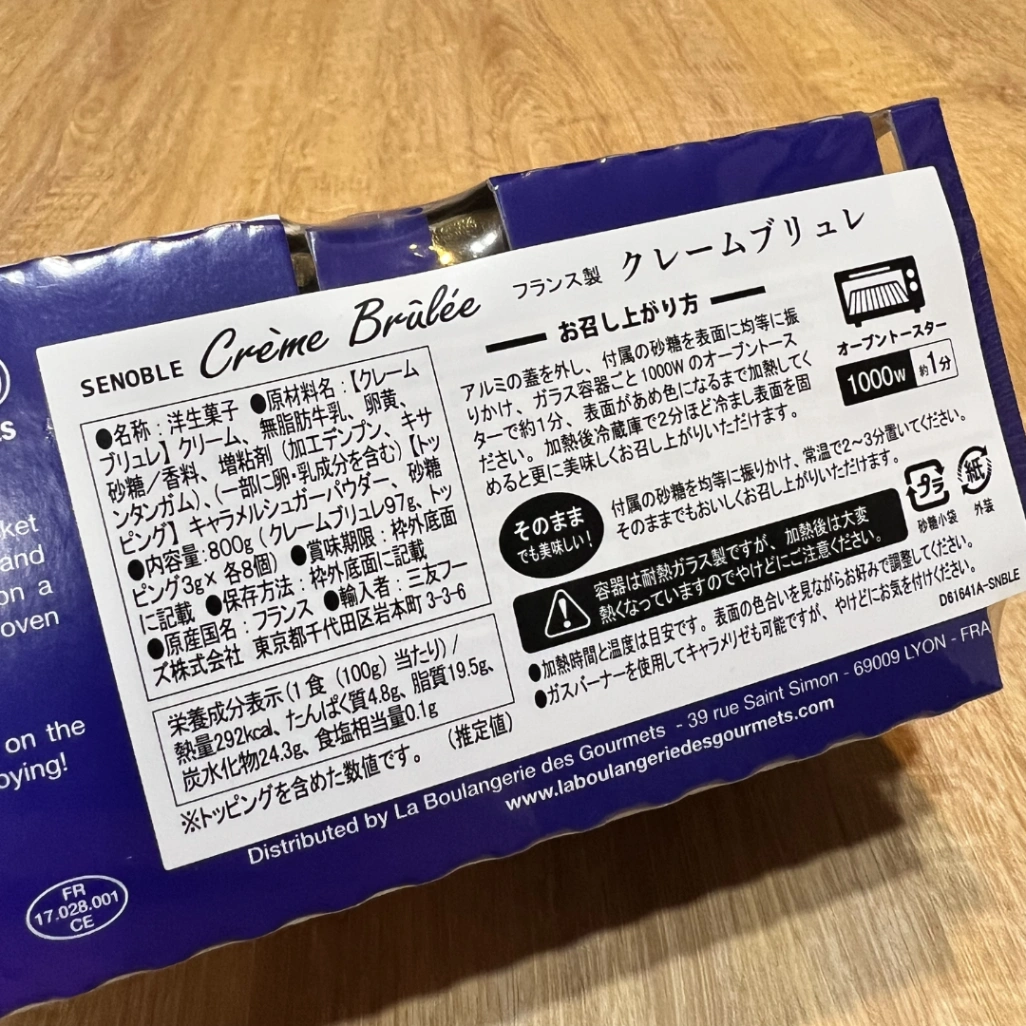 SENOBLE Crème Brûlée フランス製 クレームブリュレ
●名称：洋生菓子 ●原材料名：【クレーム
ブリュレ】クリーム、無脂肪牛乳、卵黄、
砂糖／香料、増粘剤（加工デンプン、キサ
ンタンガム）、（一部に卵・乳成分を含む）【トッ
ピング】キャラメルシュガーパウダー、砂糖
●内容量：800g（クレームブリュレ97g、トッ
ピング3g× 各8個）●賞味期限：枠外底面
に記載 ●保存方法：枠外底面に記載
●原産国名：フランス ●輸入者：三友フー
ズ株式会社 東京都千代田区岩本町 3-3-6
栄養成分表示（1 食（100g）当たり）/
熱量292kcal、たんぱく質4.8g、脂質19.5g、
炭水化物24.3g、食塩相当量0.1g
（推定値）
※トッピングを含めた数値です。
お召し上がり方
アルミの蓋を外し、付属の砂糖を表面に均等に振
りかけ、ガラス容器ごと 1000W のオーブントース
ターで約1分、表面があめ色になるまで加熱してく
ださい。加熱後冷蔵庫で2分ほど冷まし表面を固
めると更に美味しくお召し上がりいただけます。
オーブントースター
1000W 約1分
そのまま
でも美味しい！
付属の砂糖を均等に振りかけ、常温で2〜3分置いてください。
そのままでもおいしくお召し上がりいただけます。
プラ
砂糖小袋
紙
外装
容器は耐熱ガラス製ですが、加熱後は大変
熱くなっていますのでやけどにご注意ください。
●加熱時間と温度は目安です。表面の色合いを見ながらお好みで調整してください。
●ガスバーナーを使用してキャラメリゼも可能ですが、やけどにお気を付けください。
D61641A-SNBLE
Distributed by La Boulangerie des Gourmets - 39 rue Saint Simon - 69009 LYON - FRA
www.laboulangeriedesgourmets.com
and
on a
oven
on the
FR
17.028.001
CE